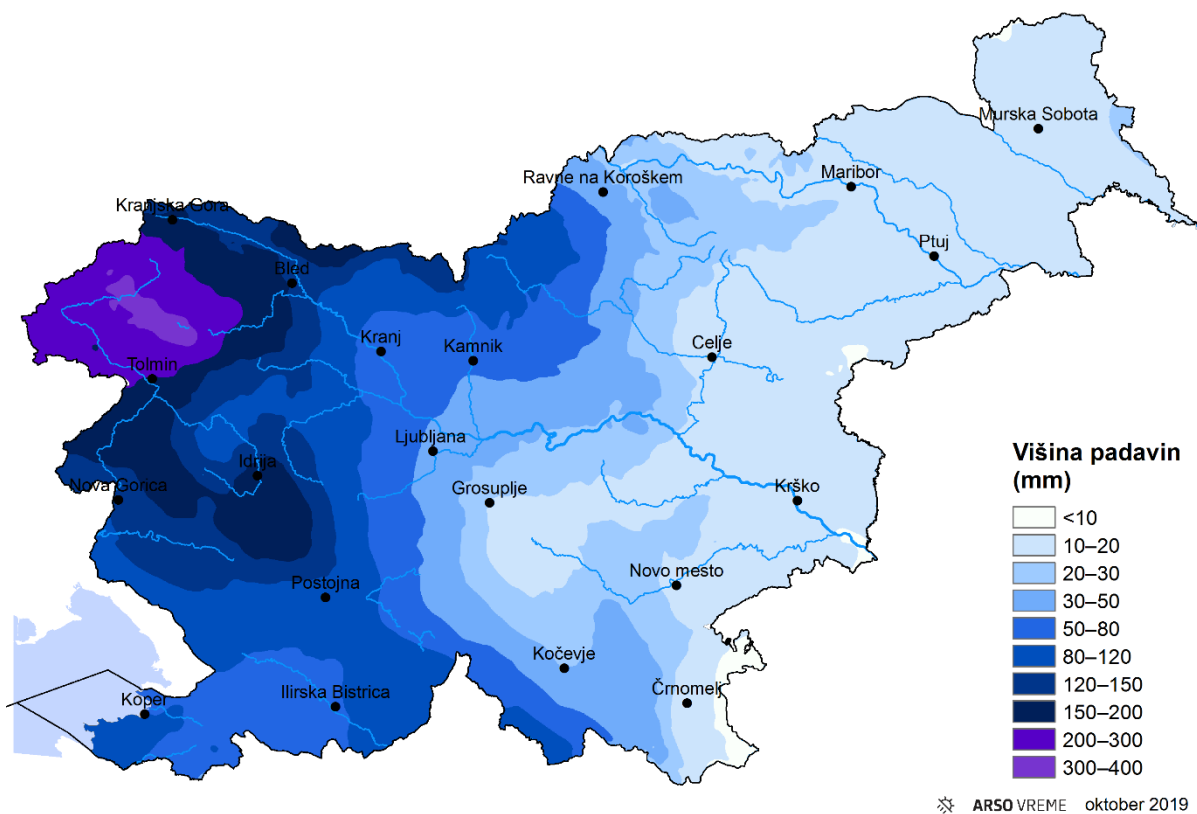 Murska Sobota
Ravne na Koroškem
Maribor
Kranjska Gora
Ptuj
Bled
Kranj
Kamnik
Celje
Tolmin
Ljubljana
Idrija
Nova Gorica
Grosuplje
Krško
Postojna
Novo mesto
Kočevje
Ilirska Bistrica
Črnomelj
Koper
Višina padavin
(mm)
<10
10–20
20–30
30–50
50–80
80–120
120–150
150–200
200–300
300–400
ARSO VREME oktober 2019